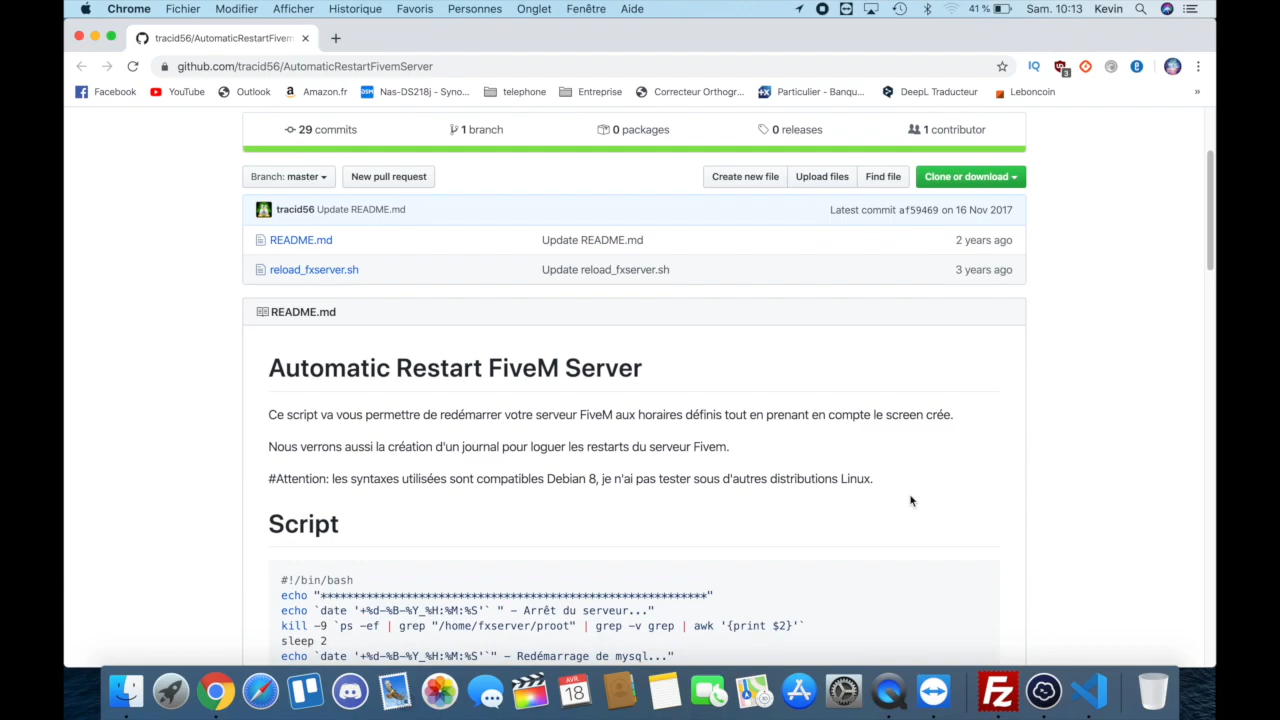 Chrome Fichier Modifier Afficher Historique Favoris Personnes Onglet Fenêtre Aide 41 % Sam. 10:13 Kevin
tracid56/AutomaticRestartFivem
github.com/tracid56/AutomaticRestartFivemServer
Facebook YouTube Outlook Amazon.fr Nas-DS218j - Syno... telephone Entreprise Correcteur Orthogr... Particulier - Banqu... DeepL Traducteur Leboncoin »
29 commits 1 branch 0 packages 0 releases 1 contributor
Branch: master New pull request Create new file Upload files Find file Clone or download
tracid56 Update README.md Latest commit af59469 on 16 Nov 2017
README.md Update README.md 2 years ago
reload_fxserver.sh Update reload_fxserver.sh 3 years ago
README.md
Automatic Restart FiveM Server
Ce script va vous permettre de redémarrer votre serveur FiveM aux horaires définis tout en prenant en compte le screen crée.
Nous verrons aussi la création d'un journal pour loguer les restarts du serveur Fivem.
#Attention: les syntaxes utilisées sont compatibles Debian 8, je n'ai pas tester sous d'autres distributions Linux.
Script
#!/bin/bash
echo "***********************************************************"
echo `date '+%d-%B-%Y_%H:%M:%S'` " - Arrêt du serveur..."
kill -9 `ps -ef | grep "/home/fxserver/proot" | grep -v grep | awk '{print $2}'`
sleep 2
echo `date '+%d-%B-%Y_%H:%M:%S'`" - Redémarrage de mysql..."
AVR.
18